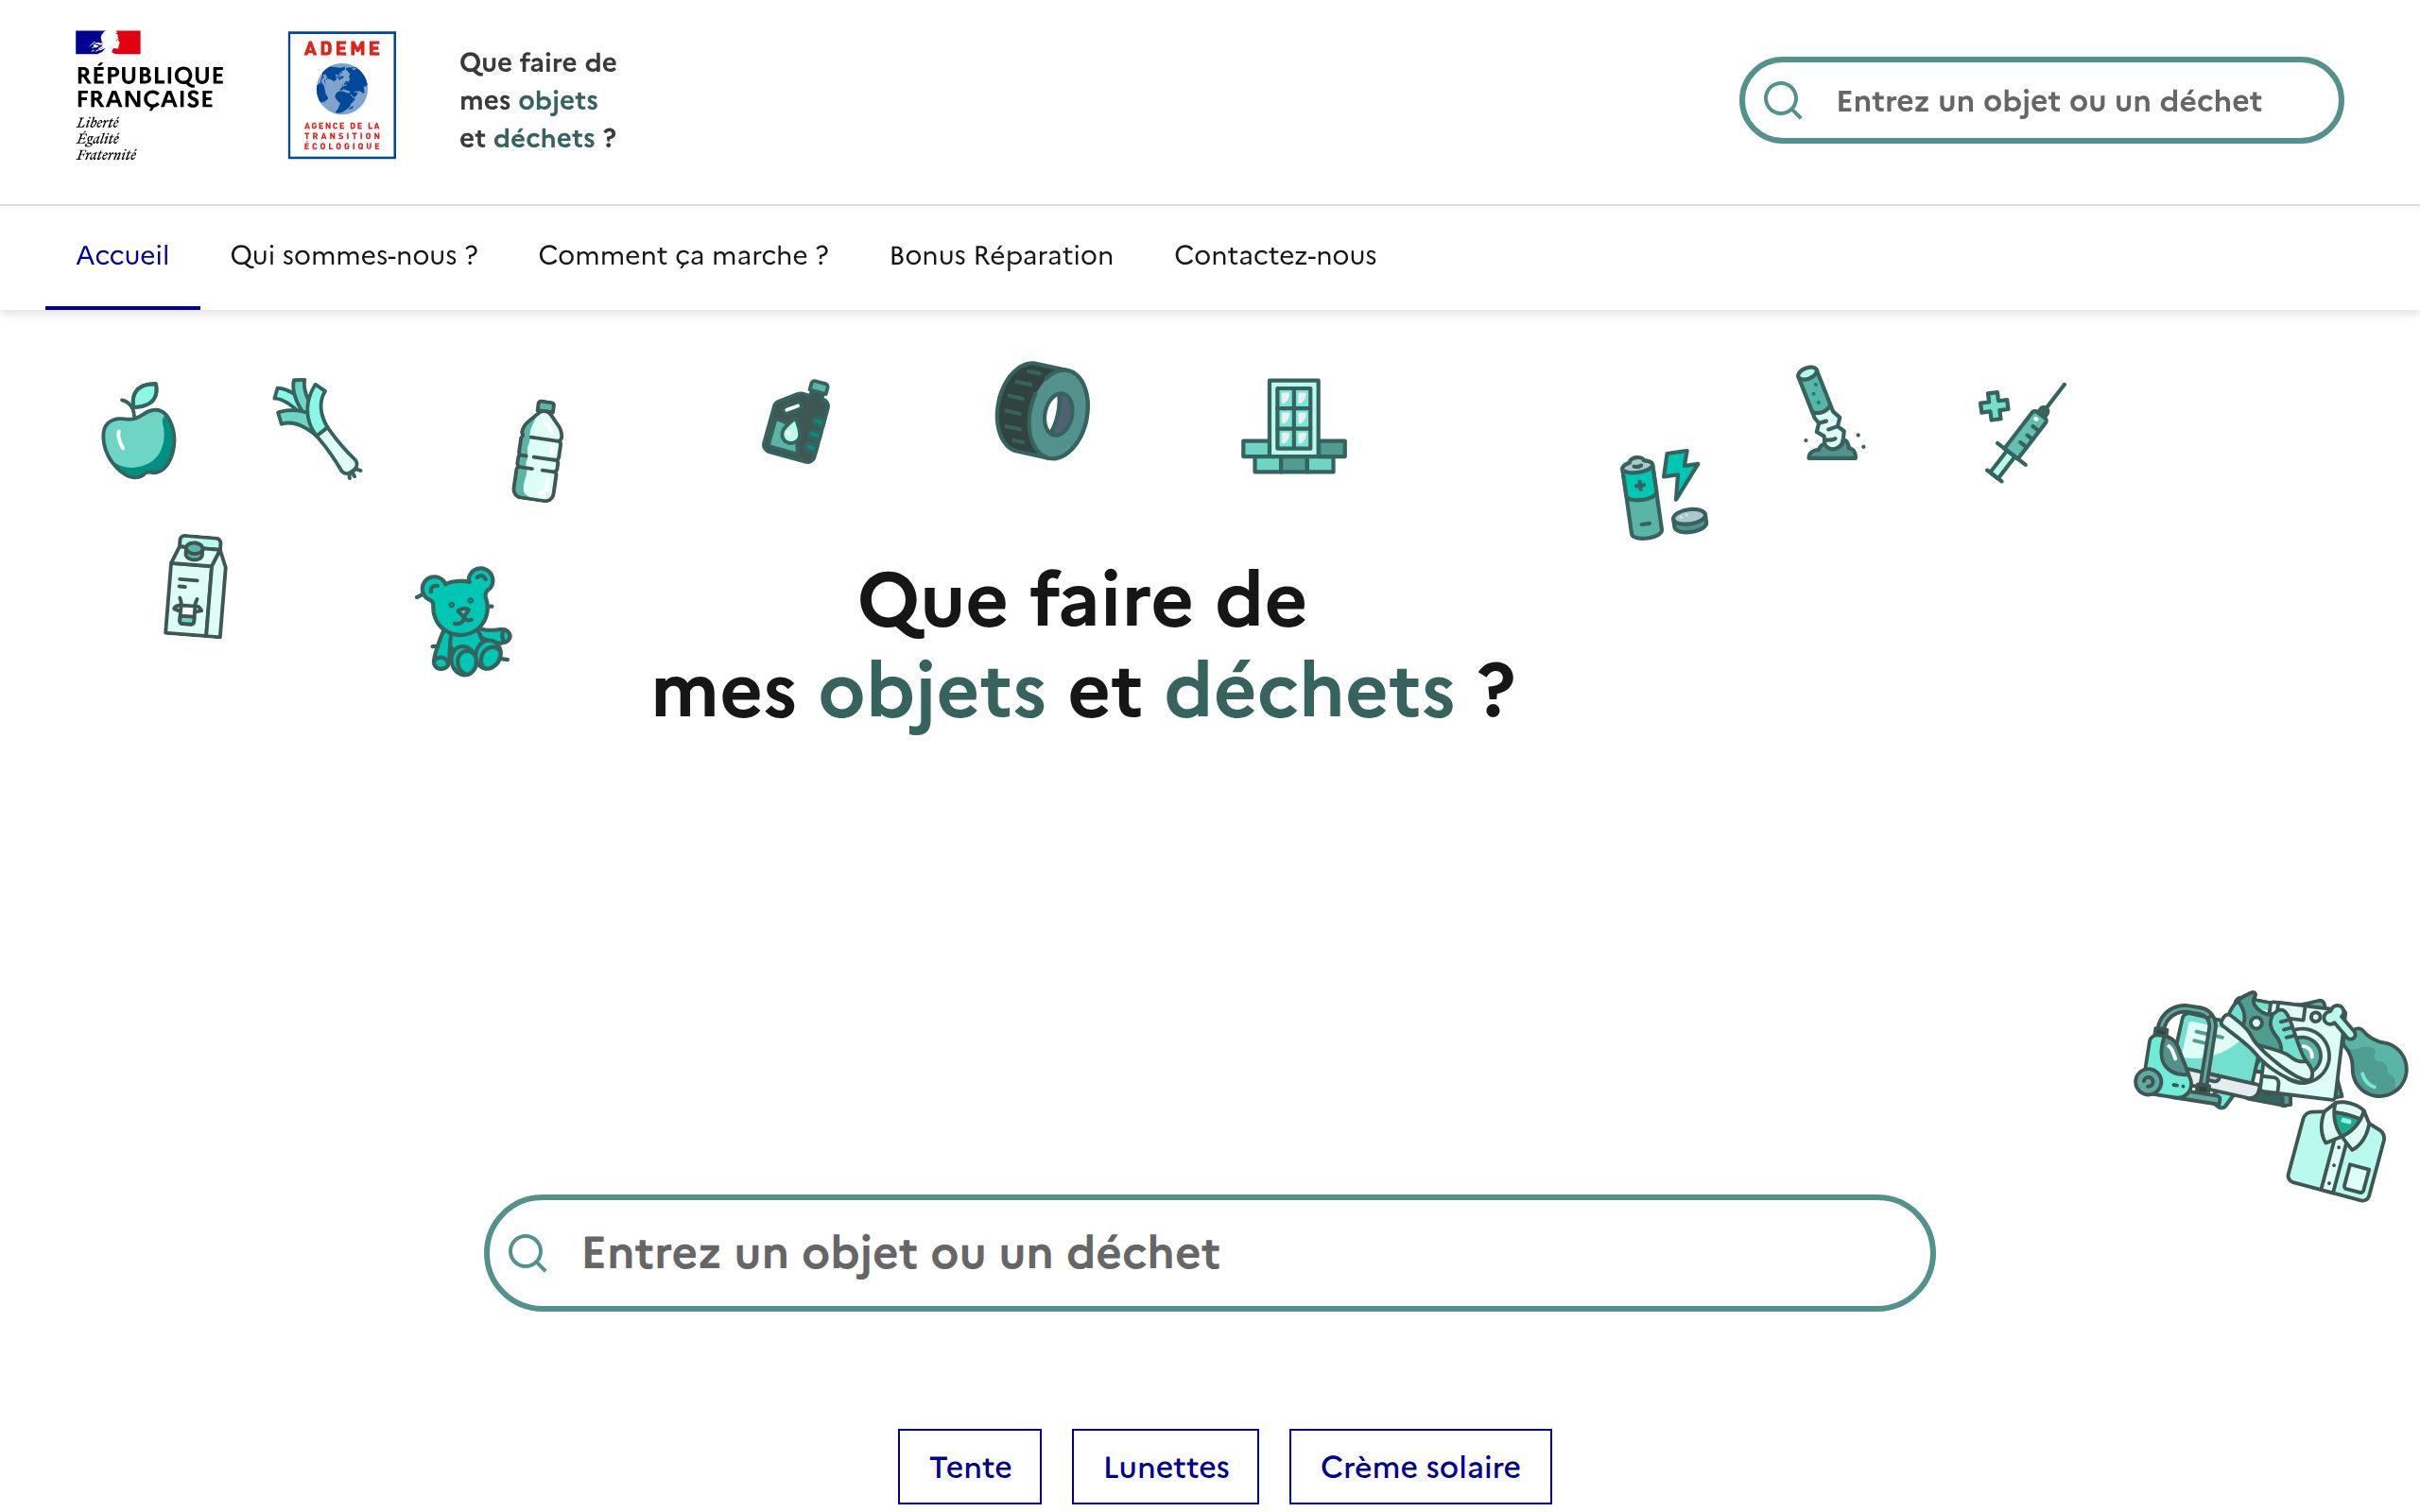 RÉPUBLIQUE
FRANÇAISE
Liberté
Égalité
Fraternité
ADEME
AGENCE DE LA
TRANSITION
ÉCOLOGIQUE
Que faire de
mes objets
et déchets ?
Entrez un objet ou un déchet
Accueil
Qui sommes-nous ?
Comment ça marche ?
Bonus Réparation
Contactez-nous
Que faire de
mes objets et déchets ?
Entrez un objet ou un déchet
Tente
Lunettes
Crème solaire